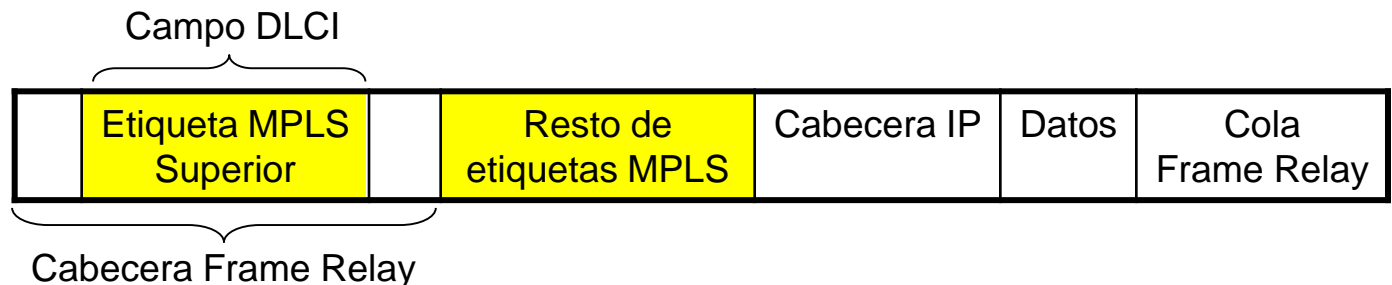 Campo DLCI
Etiqueta MPLS
Superior
Resto de
etiquetas MPLS
Cabecera IP
Datos
Cola
Frame Relay
Cabecera Frame Relay